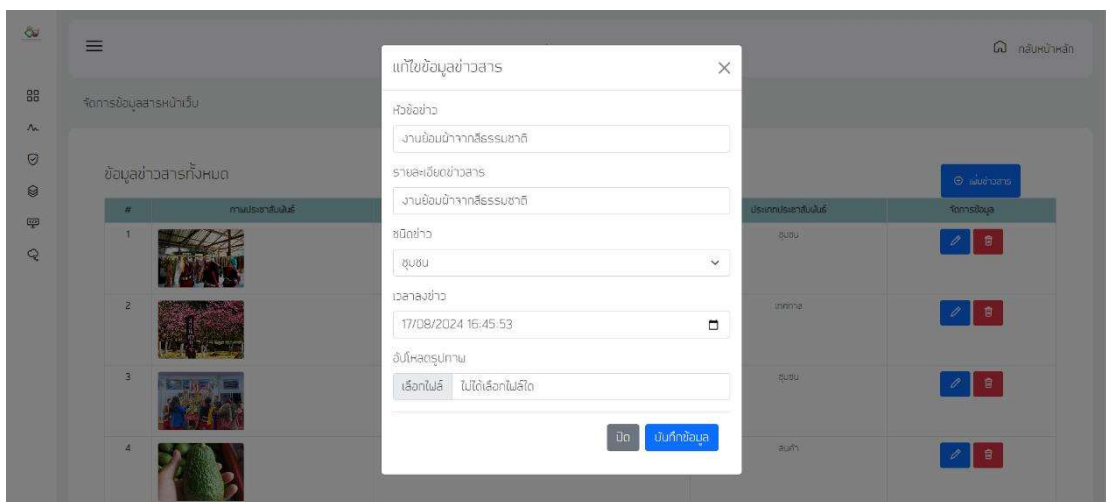 กลับหน้าหลัก
จัดการข้อมูลสารหน้าเว็บ
ข้อมูลข่าวสารทั้งหมด
เพิ่มข่าวสาร
# ภาพประชาสัมพันธ์ ประเภทประชาสัมพันธ์ จัดการข้อมูล
1 ชุมชน
2 เทศกาล
3 ชุมชน
4 สินค้า
แก้ไขข้อมูลข่าวสาร
หัวข้อข่าว
งานย้อมผ้าจากสีธรรมชาติ
รายละเอียดข่าวสาร
งานย้อมผ้าจากสีธรรมชาติ
ชนิดข่าว
ชุมชน
เวลาลงข่าว
17/08/2024 16:45:53
อัปโหลดรูปภาพ
เลือกไฟล์ ไม่ได้เลือกไฟล์ใด
ปิด บันทึกข้อมูล